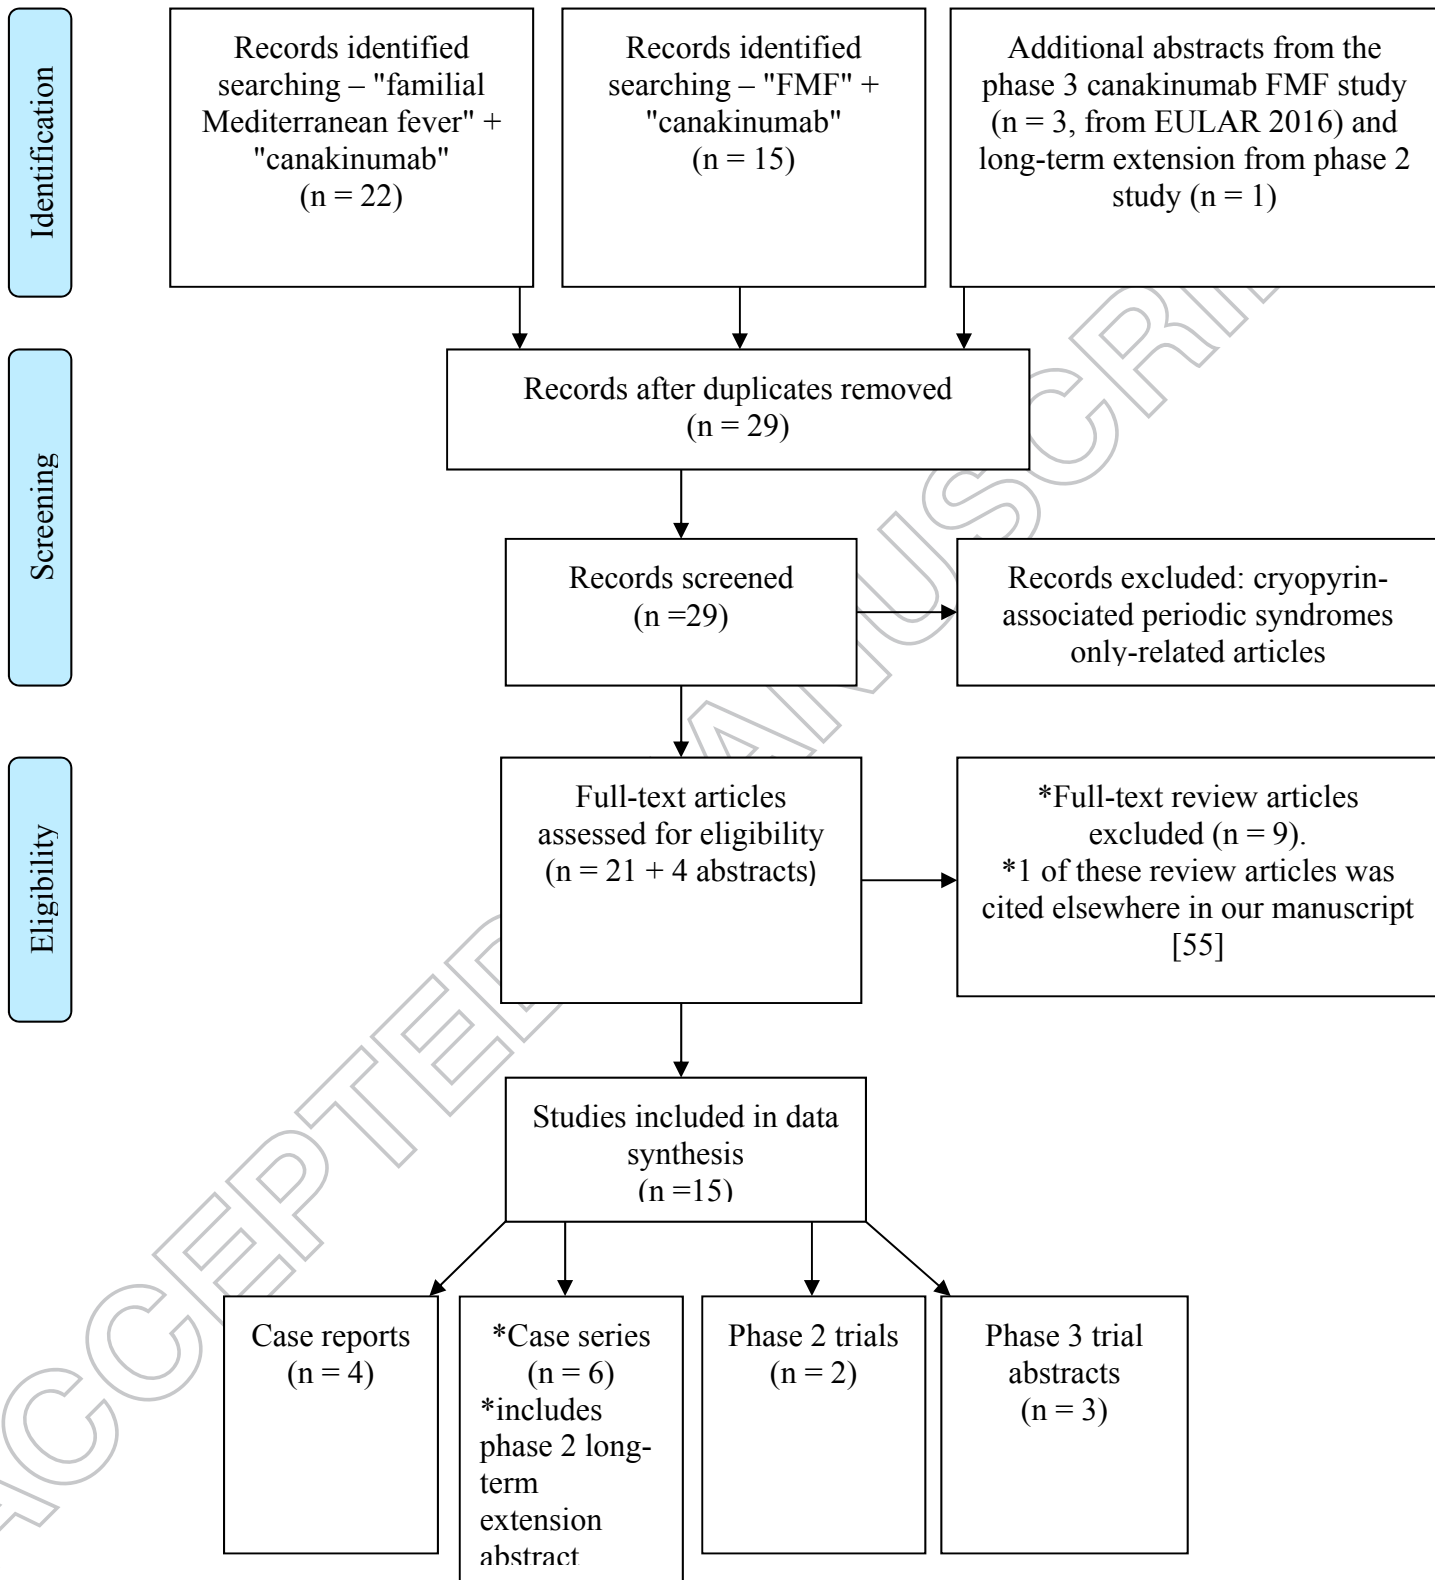 Identification
Records identified
searching – "familial
Mediterranean fever" +
"canakinumab"
(n = 22)
Records identified
searching – "FMF" +
"canakinumab"
(n = 15)
Additional abstracts from the
phase 3 canakinumab FMF study
(n = 3, from EULAR 2016) and
long-term extension from phase 2
study (n = 1)
Screening
Records after duplicates removed
(n = 29)
Records screened
(n =29)
Records excluded: cryopyrin-
associated periodic syndromes
only-related articles
Eligibility
Full-text articles
assessed for eligibility
(n = 21 + 4 abstracts)
*Full-text review articles
excluded (n = 9).
*1 of these review articles was
cited elsewhere in our manuscript
[55]
Studies included in data
synthesis
(n =15)
Case reports
(n = 4)
*Case series
(n = 6)
*includes
phase 2 long-
term
extension
abstract
Phase 2 trials
(n = 2)
Phase 3 trial
abstracts
(n = 3)
ACCEPTED MANUSCRIPT